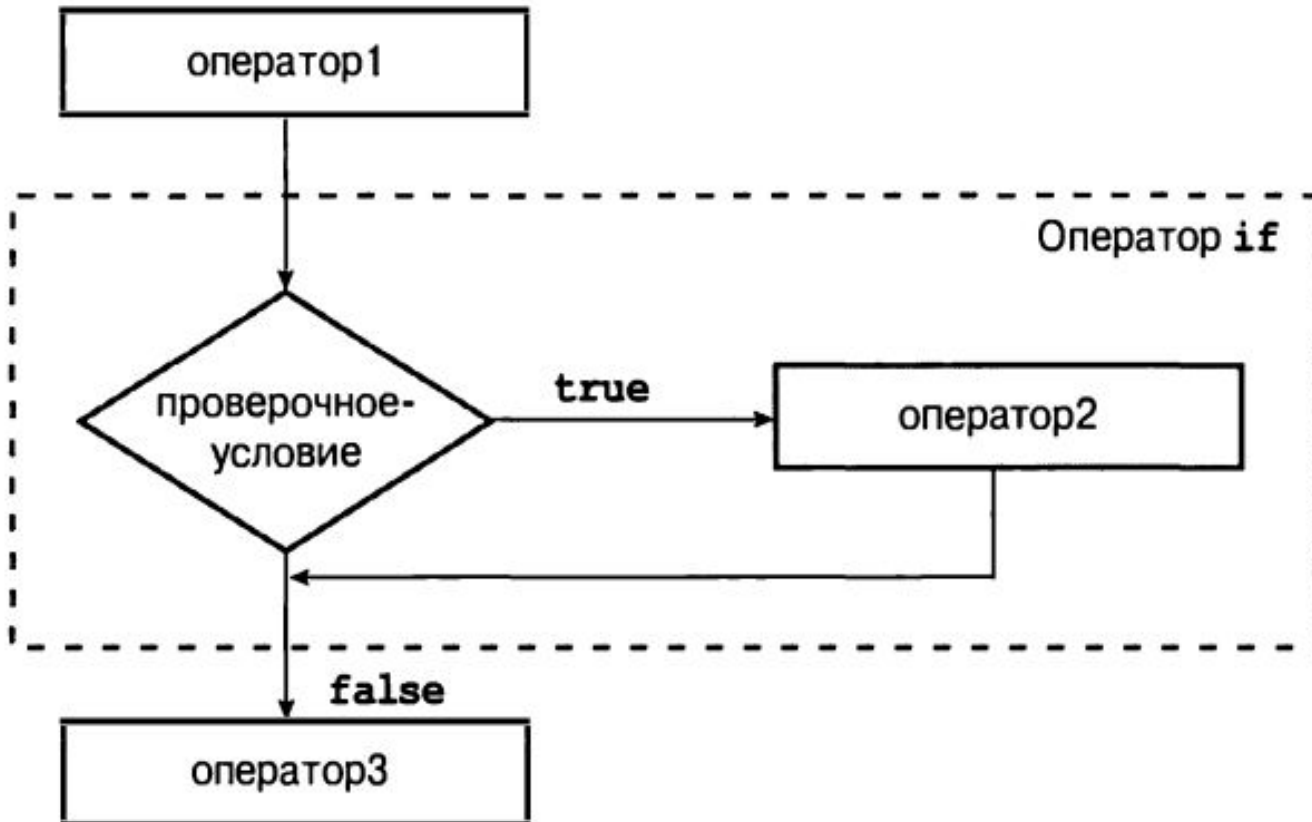 оператор1
Оператор if
проверочное-
условие
true
оператор2
false
оператор3